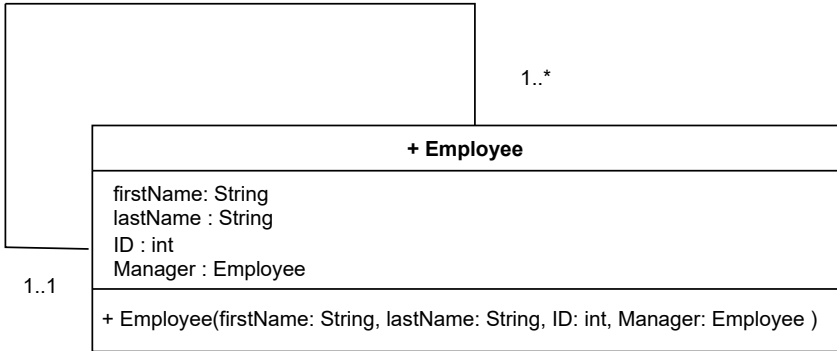 1..*
+ Employee
firstName: String
lastName : String
ID : int
Manager : Employee
1..1
+ Employee(firstName: String, lastName: String, ID: int, Manager: Employee )